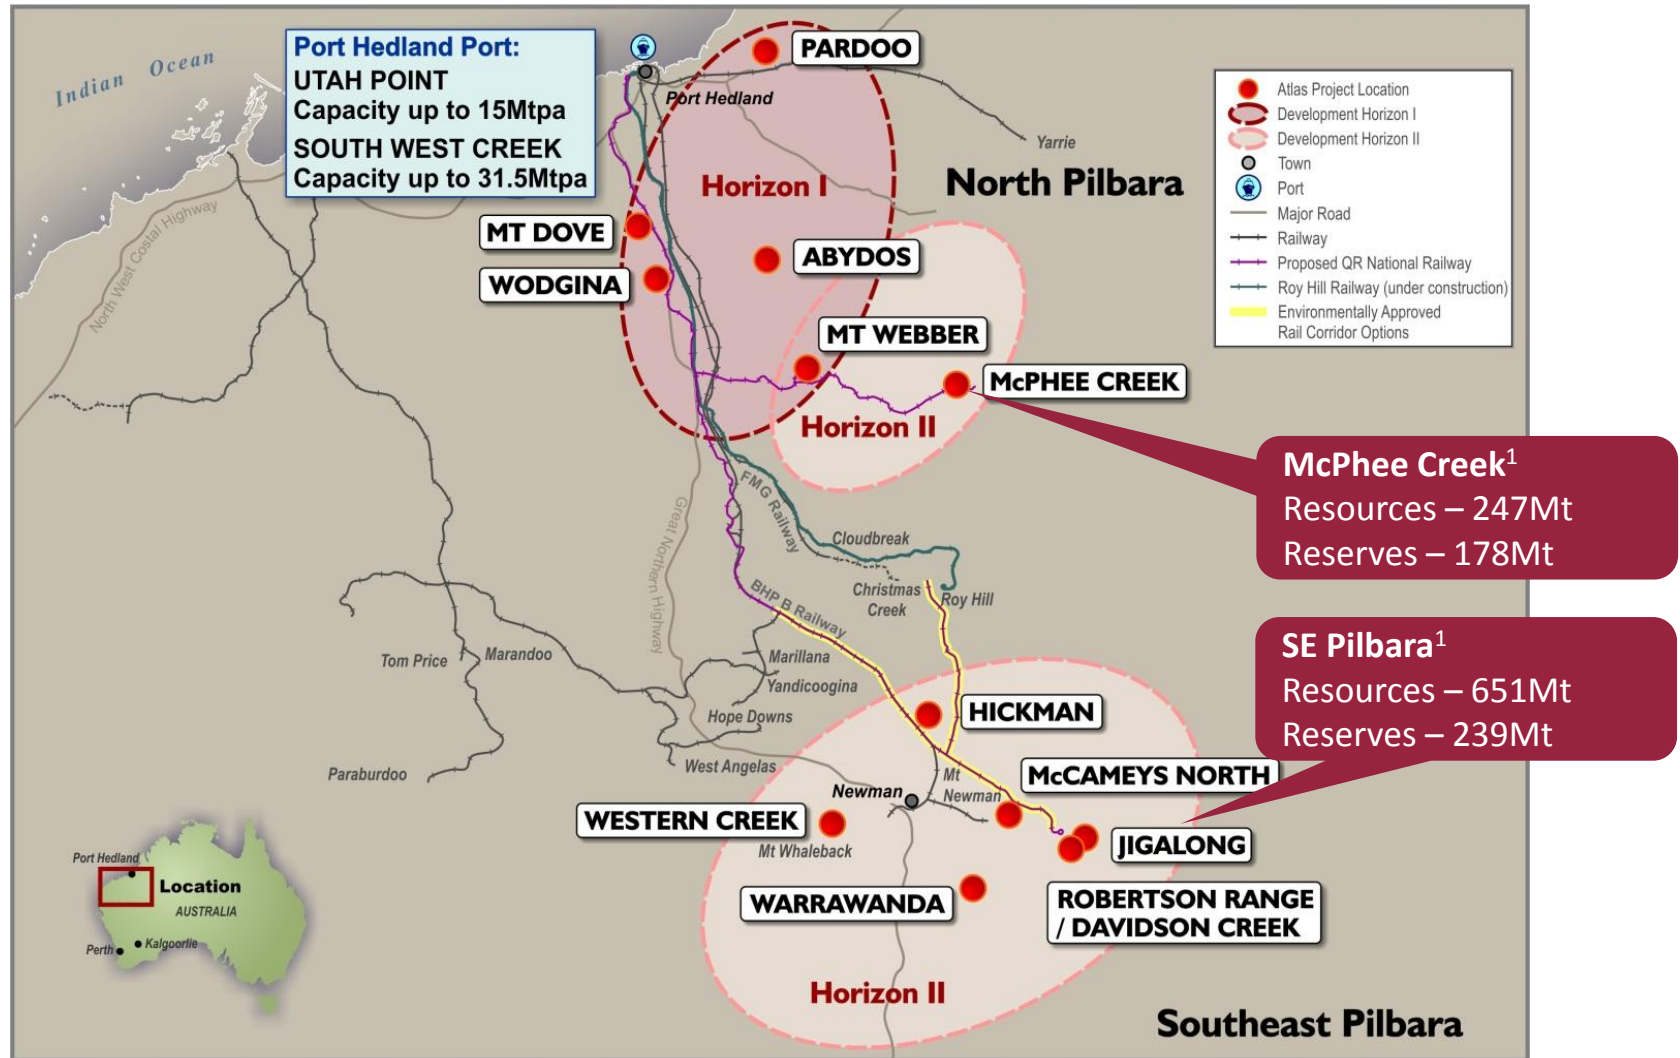 Indian Ocean
Port Hedland Port:
UTAH POINT
Capacity up to 15Mtpa
SOUTH WEST CREEK
Capacity up to 31.5Mtpa
PARDOO
Port Hedland
Yarrie
North Pilbara
Horizon I
North West Costal Highway
MT DOVE
WODGINA
ABYDOS
MT WEBBER
McPHEE CREEK
Horizon II
Atlas Project Location
Development Horizon I
Development Horizon II
Town
Port
Major Road
Railway
Proposed QR National Railway
Roy Hill Railway (under construction)
Environmentally Approved
Rail Corridor Options
McPhee Creek1
Resources – 247Mt
Reserves – 178Mt
FMG Railway
Great Northern Highway
Cloudbreak
Christmas
Creek
Roy Hill
BHP B Railway
Tom Price
Marandoo
Marillana
Yandicoogina
Hope Downs
West Angelas
Paraburdoo
SE Pilbara1
Resources – 651Mt
Reserves – 239Mt
HICKMAN
McCAMEYS NORTH
Mt
Newman
Newman
WESTERN CREEK
Mt Whaleback
JIGALONG
WARRAWANDA
ROBERTSON RANGE
/ DAVIDSON CREEK
Horizon II
Southeast Pilbara
Port Hedland
Location
AUSTRALIA
Perth
Kalgoorlie